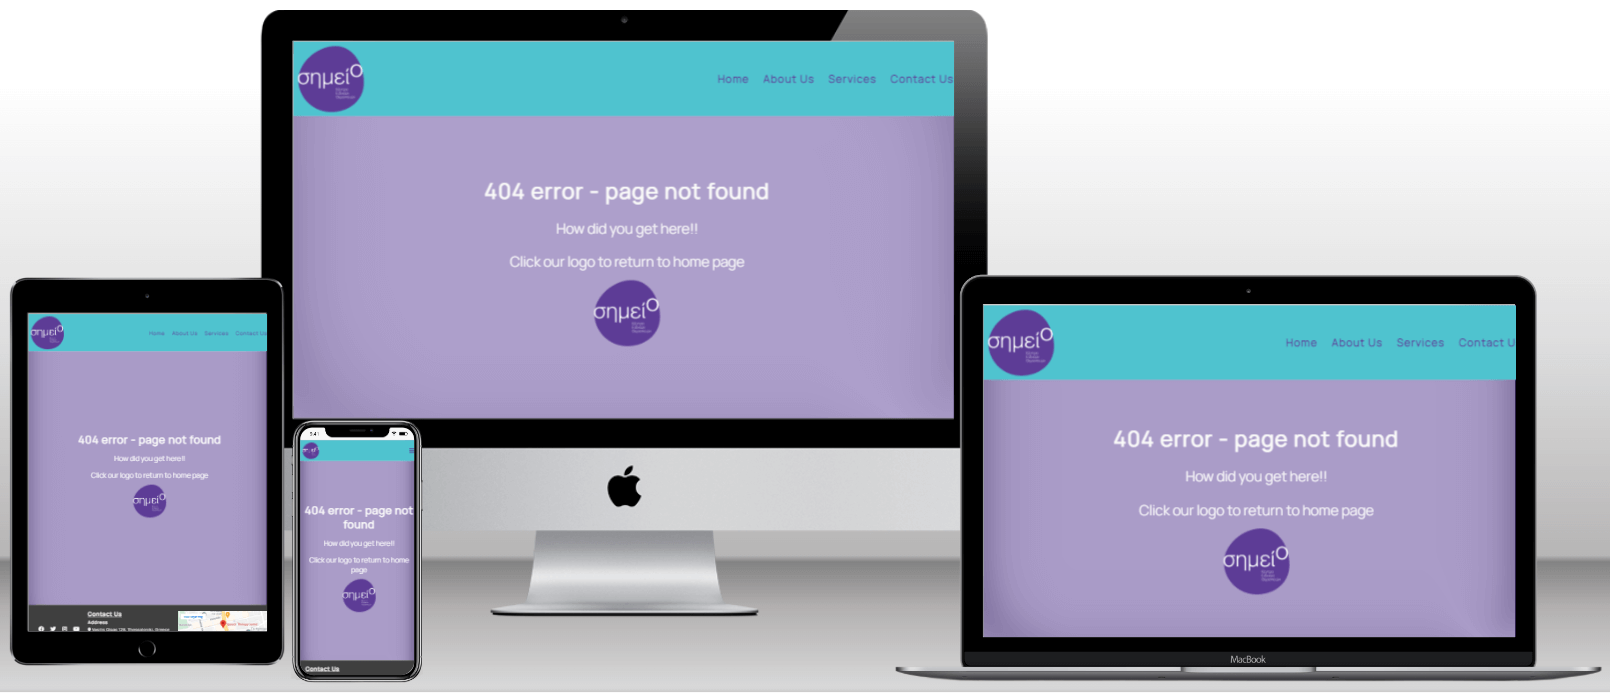 σημείο
Home About Us Services Contact Us
404 error - page not found
How did you get here!!
Click our logo to return to home page
σημείο
σημείο
Home About Us Services Contact Us
404 error - page not found
How did you get here!!
Click our logo to return to home page
σημείο
Contact Us
Address
9:41
404 error - page not
found
How did you get here!!
Click our logo to return to home
page
σημείο
Contact Us
σημείο
Home About Us Services Contact U
404 error - page not found
How did you get here!!
Click our logo to return to home page
σημείο
MacBook